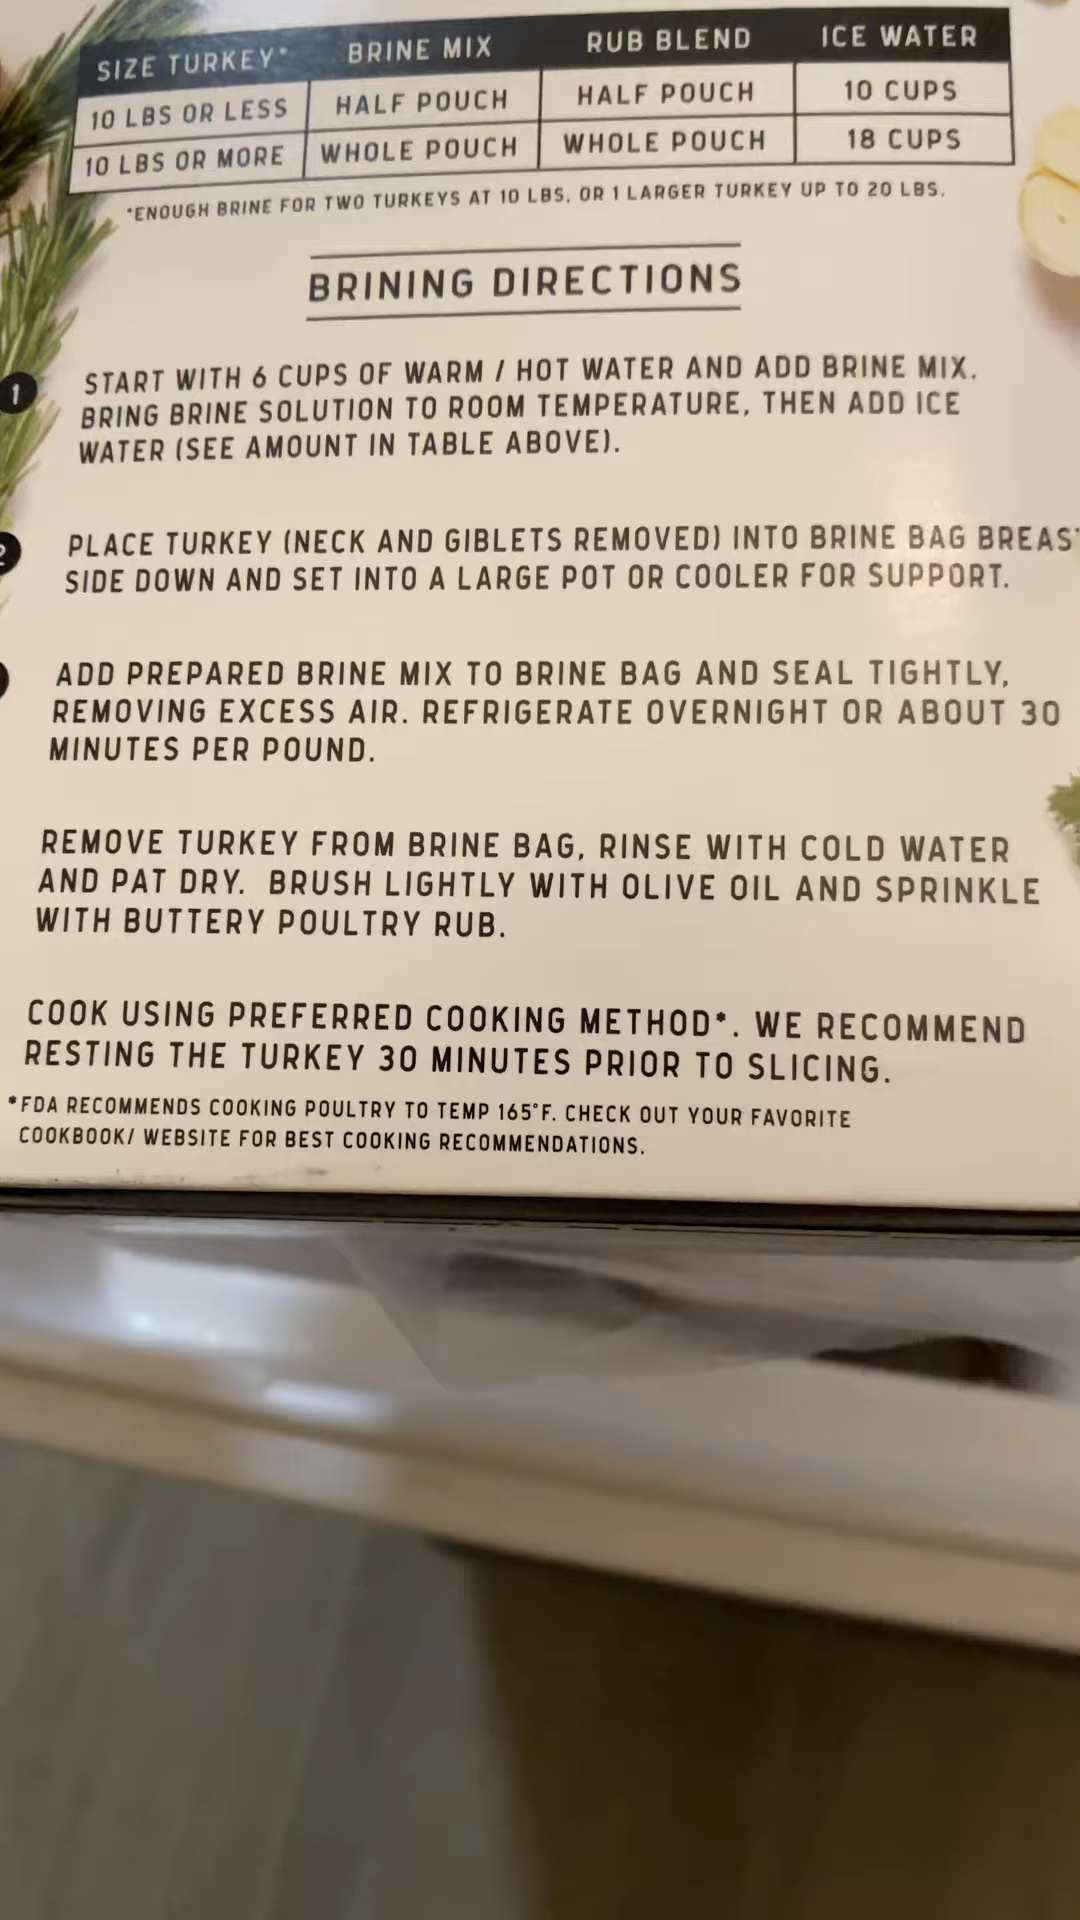 SIZE TURKEY* BRINE MIX RUB BLEND ICE WATER
10 LBS OR LESS HALF POUCH HALF POUCH 10 CUPS
10 LBS OR MORE WHOLE POUCH WHOLE POUCH 18 CUPS
*ENOUGH BRINE FOR TWO TURKEYS AT 10 LBS, OR 1 LARGER TURKEY UP TO 20 LBS.
BRINING DIRECTIONS
1 START WITH 6 CUPS OF WARM / HOT WATER AND ADD BRINE MIX.
BRING BRINE SOLUTION TO ROOM TEMPERATURE, THEN ADD ICE
WATER (SEE AMOUNT IN TABLE ABOVE).
2 PLACE TURKEY (NECK AND GIBLETS REMOVED) INTO BRINE BAG BREAST
SIDE DOWN AND SET INTO A LARGE POT OR COOLER FOR SUPPORT.
ADD PREPARED BRINE MIX TO BRINE BAG AND SEAL TIGHTLY,
REMOVING EXCESS AIR. REFRIGERATE OVERNIGHT OR ABOUT 30
MINUTES PER POUND.
REMOVE TURKEY FROM BRINE BAG, RINSE WITH COLD WATER
AND PAT DRY. BRUSH LIGHTLY WITH OLIVE OIL AND SPRINKLE
WITH BUTTERY POULTRY RUB.
COOK USING PREFERRED COOKING METHOD*. WE RECOMMEND
RESTING THE TURKEY 30 MINUTES PRIOR TO SLICING.
*FDA RECOMMENDS COOKING POULTRY TO TEMP 165°F. CHECK OUT YOUR FAVORITE
COOKBOOK/ WEBSITE FOR BEST COOKING RECOMMENDATIONS.